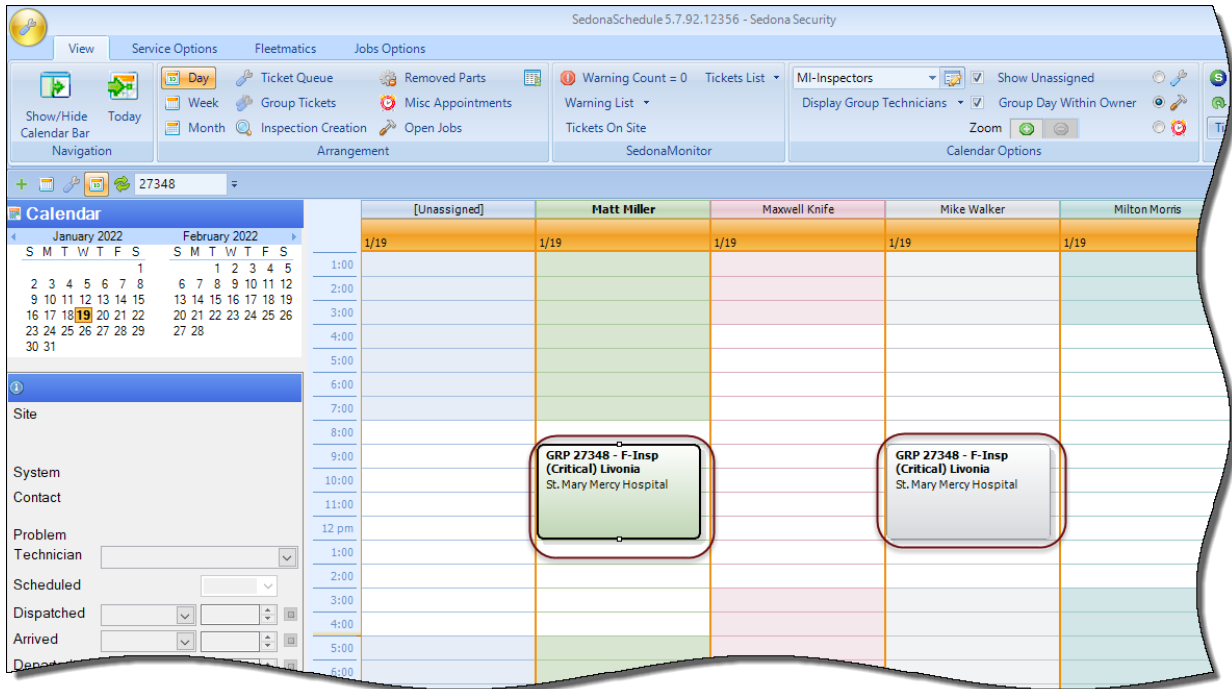 SedonaSchedule 5.7.92.12356 - Sedona Security
View Service Options Fleetmatics Jobs Options
Day Ticket Queue Removed Parts Warning Count = 0 Tickets List MI-Inspectors Show Unassigned
Week Group Tickets Misc Appointments Warning List Display Group Technicians Group Day Within Owner
Show/Hide
Calendar Bar
Today
Month Inspection Creation Open Jobs Tickets On Site Zoom
Navigation Arrangement SedonaMonitor Calendar Options
27348
Calendar
January 2022 February 2022
S M T W T F S S M T W T F S
1 1 2 3 4 5
2 3 4 5 6 7 8 6 7 8 9 10 11 12
9 10 11 12 13 14 15 13 14 15 16 17 18 19
16 17 18 19 20 21 22 20 21 22 23 24 25 26
23 24 25 26 27 28 29 27 28
30 31
Site
System
Contact
Problem
Technician
Scheduled
Dispatched
Arrived
[Unassigned] Matt Miller Maxwell Knife Mike Walker Milton Morris
1/19 1/19 1/19 1/19 1/19
1:00
2:00
3:00
4:00
5:00
6:00
7:00
8:00
9:00
10:00
11:00
12 pm
1:00
2:00
3:00
4:00
5:00
6:00
GRP 27348 - F-Insp
(Critical) Livonia
St. Mary Mercy Hospital
GRP 27348 - F-Insp
(Critical) Livonia
St. Mary Mercy Hospital